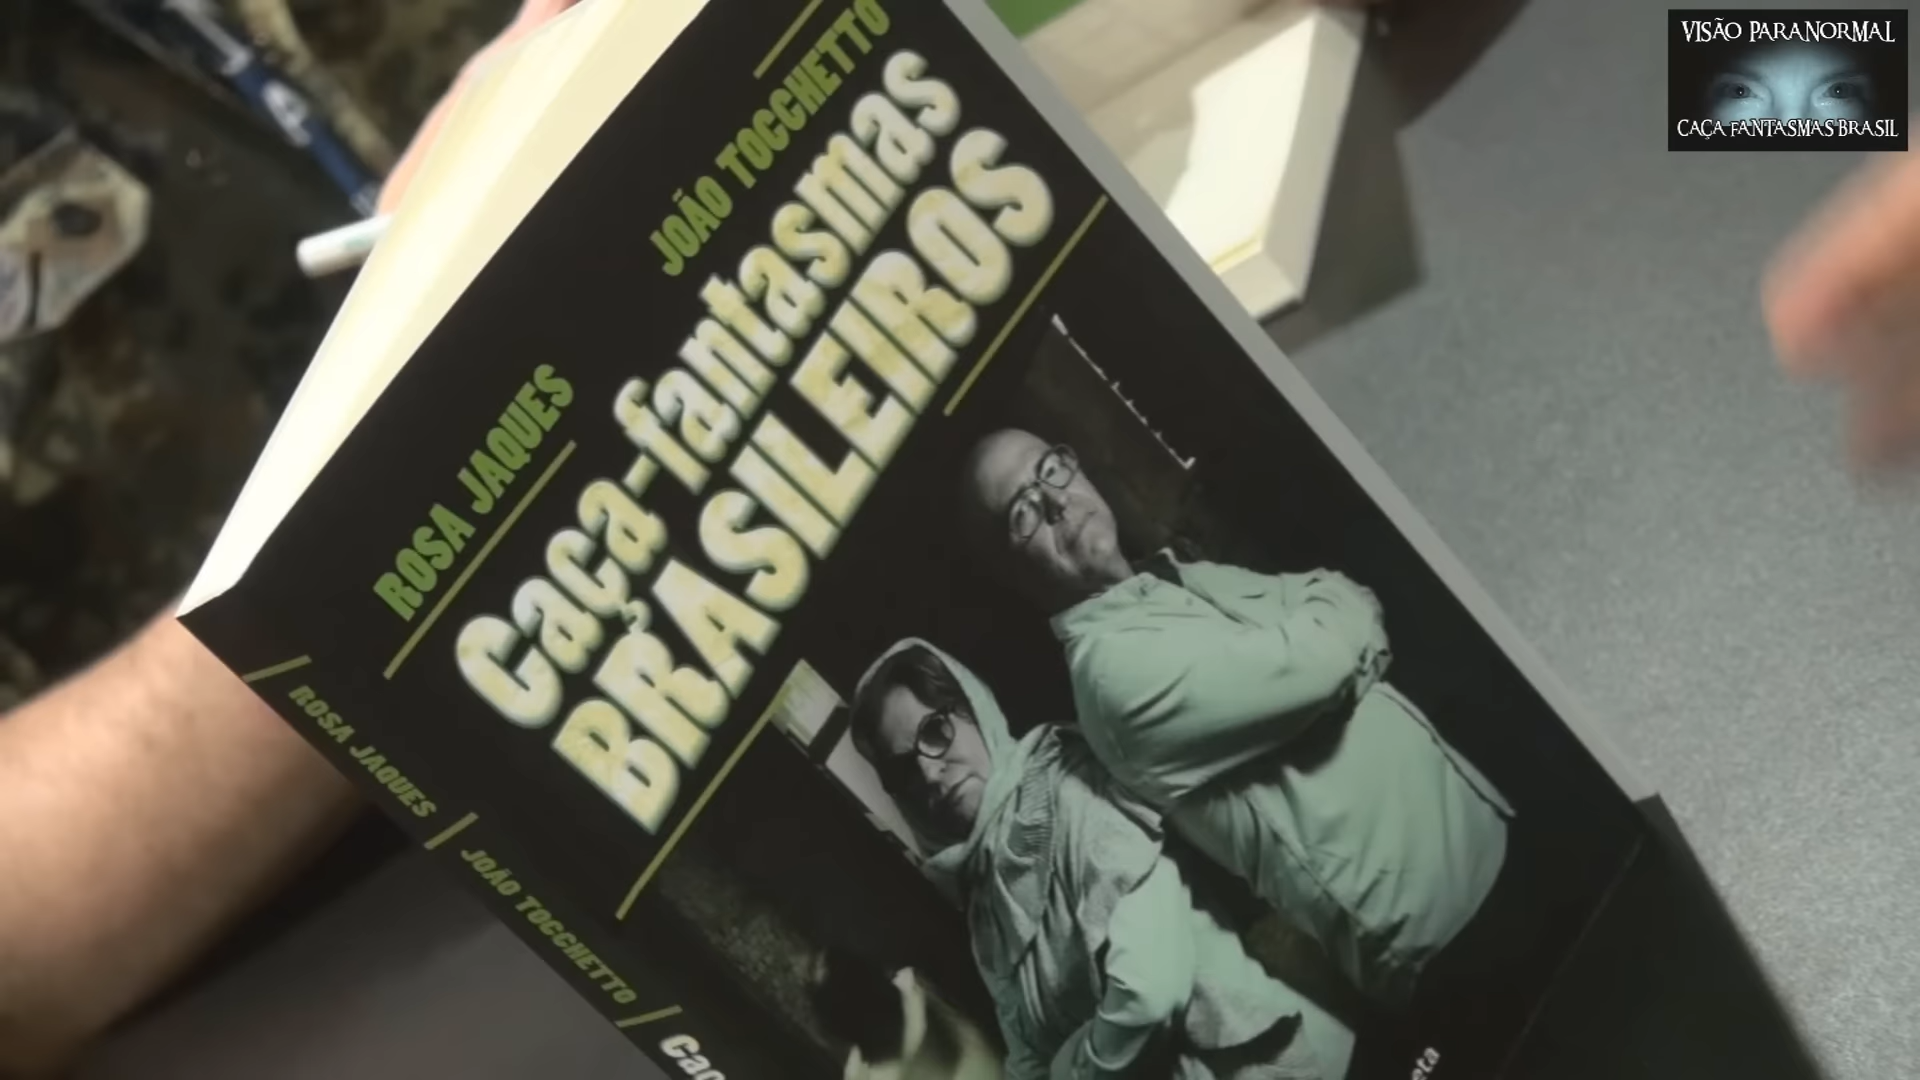 VISÃO PARANORMAL
CAÇA FANTASMAS BRASIL
ROSA JAQUES
JOÃO TOCCHETTO
Caça-fantasmas
BRASILEIROS
ROSA JAQUES / JOÃO TOCCHETTO /